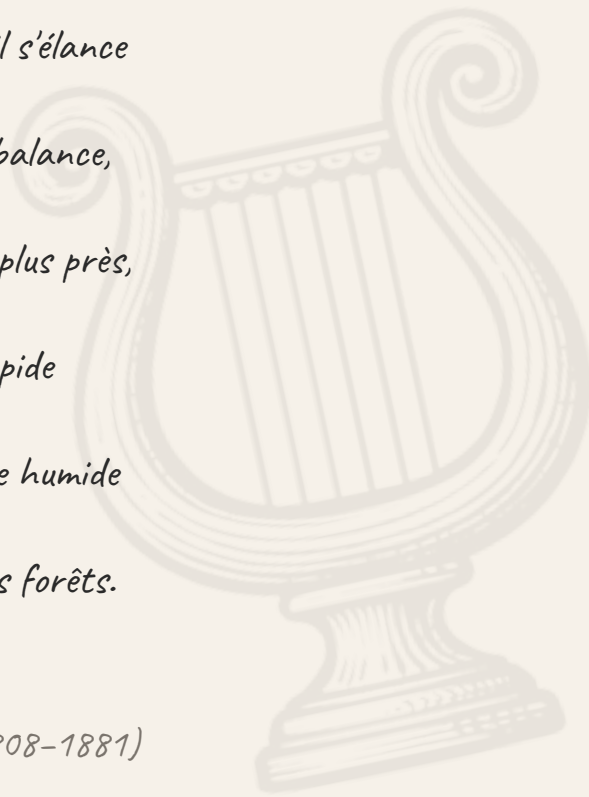 l s'élance
balance,
plus près,
pide
e humide
s forêts.
808–1881)